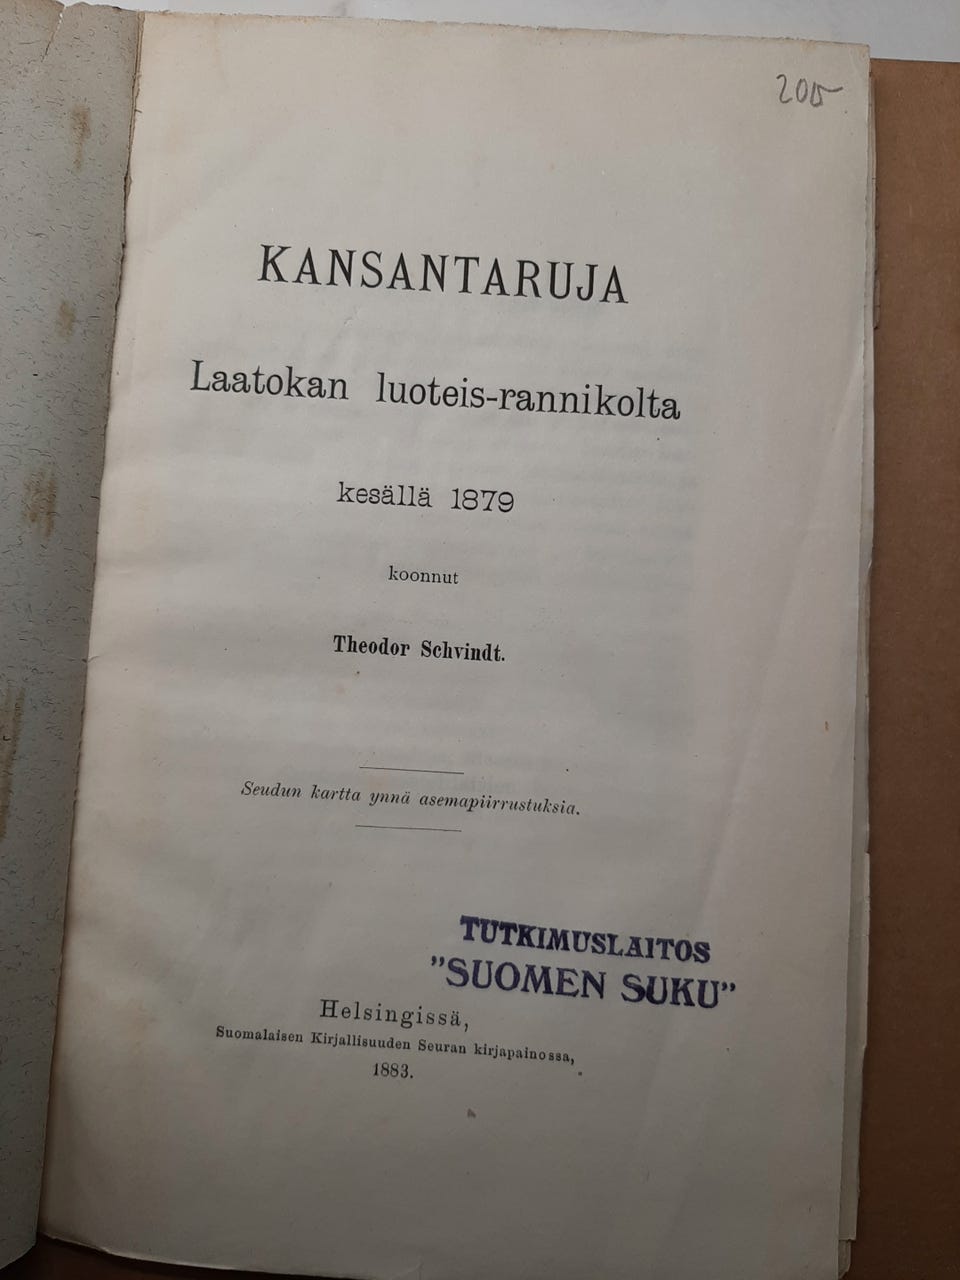 200
KANSANTARUJA
Laatokan luoteis-rannikolta
kesällä 1879
koonnut
Theodor Schvindt.
Seudun kartta ynnä asemapiirrustuksia.
TUTKIMUSLAITOS
”SUOMEN SUKU”
Helsingissä,
Suomalaisen Kirjallisuuden Seuran kirjapainossa,
1883.